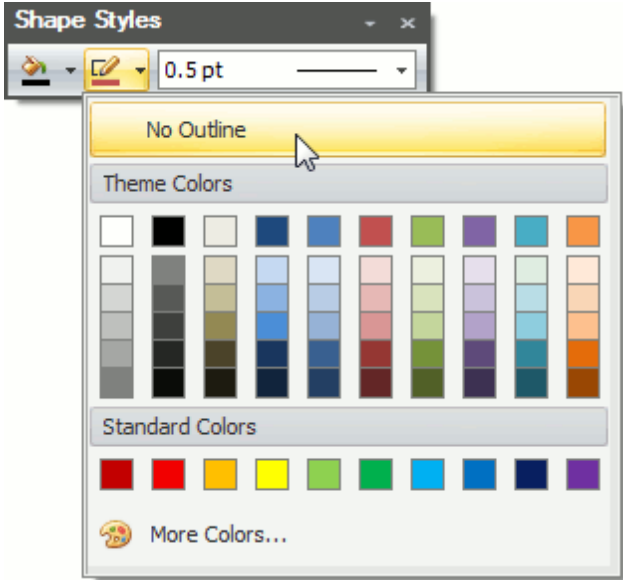 Shape Styles
0.5 pt
No Outline
Theme Colors
Standard Colors
More Colors...